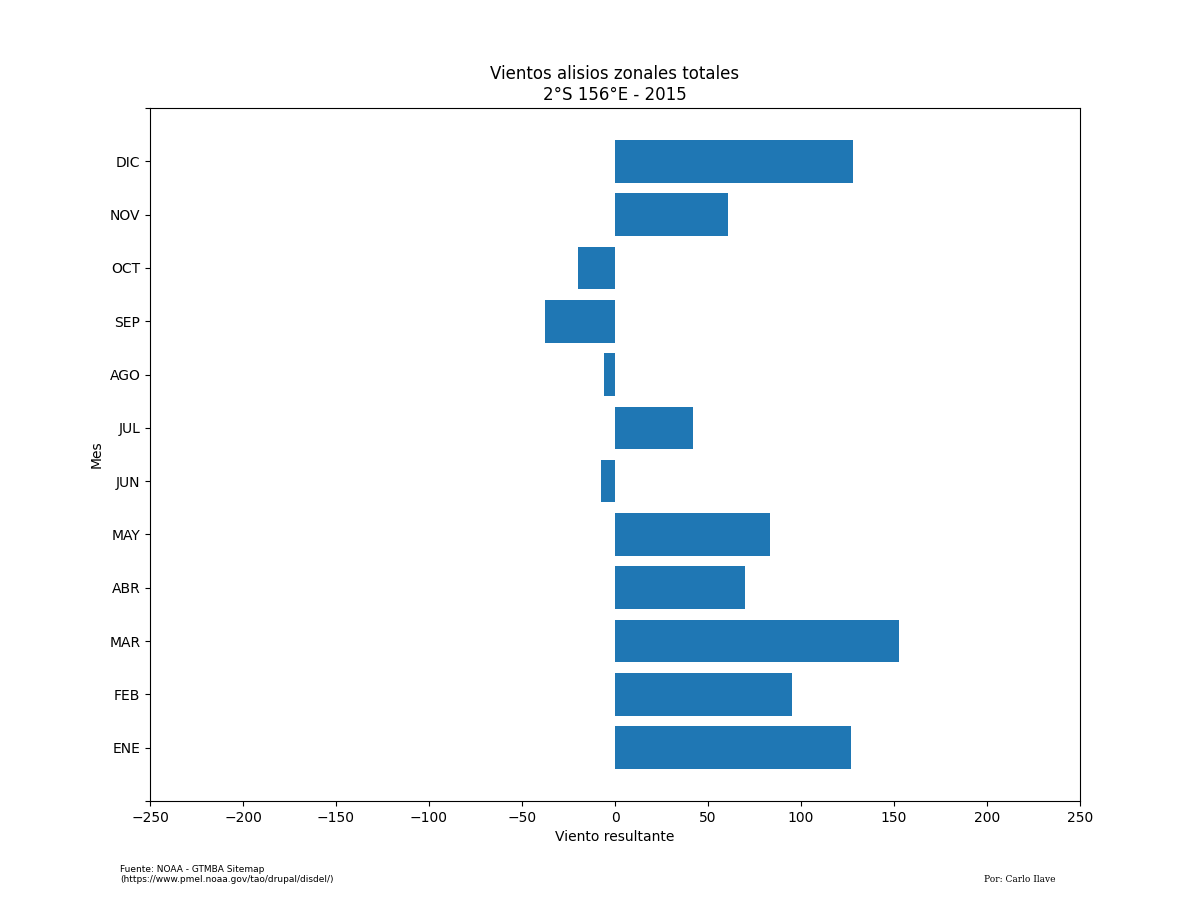 Vientos alisios zonales totales
2°S 156°E - 2015
DIC
NOV
OCT
SEP
AGO
JUL
JUN
MAY
ABR
MAR
FEB
ENE
Mes
−250 −200 −150 −100 −50 0 50 100 150 200 250
Viento resultante
Fuente: NOAA - GTMBA Sitemap
(https://www.pmel.noaa.gov/tao/drupal/disdel/)
Por: Carlo Ilave